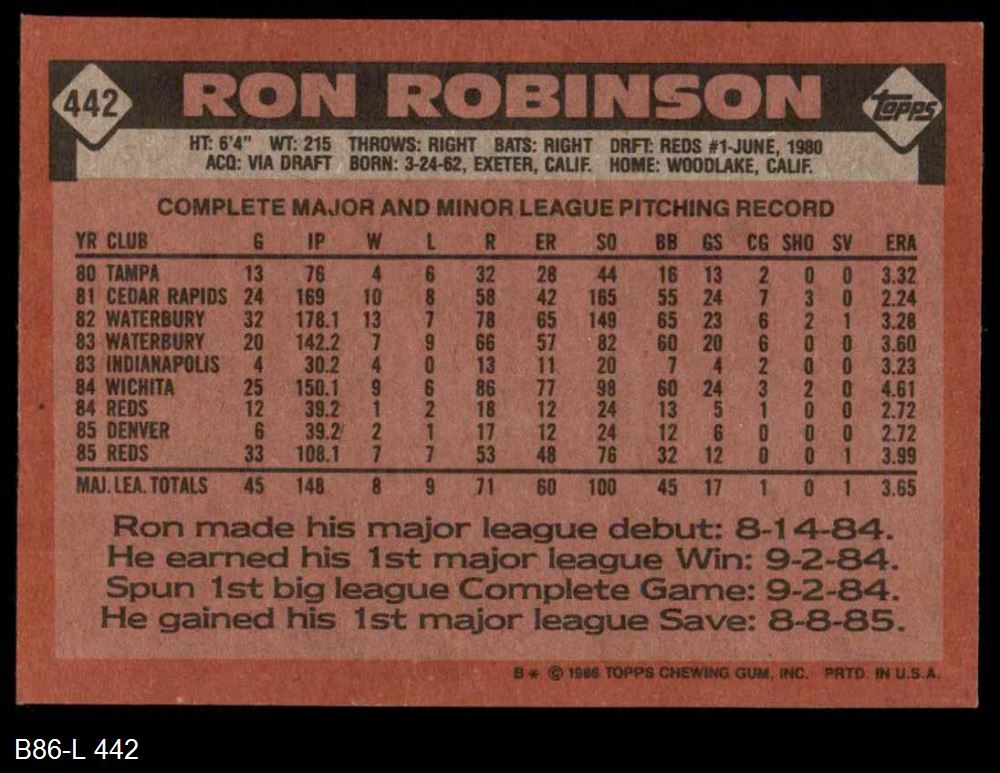 442 RON ROBINSON TOPPS
HT: 6'4" WT: 215 THROWS: RIGHT BATS: RIGHT DRFT: REDS #1-JUNE, 1980
ACQ: VIA DRAFT BORN: 3-24-62, EXETER, CALIF. HOME: WOODLAKE, CALIF.
COMPLETE MAJOR AND MINOR LEAGUE PITCHING RECORD
YR CLUB G IP W L R ER SO BB GS CG SHO SV ERA
80 TAMPA 13 76 4 6 32 28 44 16 13 2 0 0 3.32
81 CEDAR RAPIDS 24 169 10 8 58 42 165 55 24 7 3 0 2.24
82 WATERBURY 32 178.1 13 7 78 65 149 65 23 6 2 1 3.28
83 WATERBURY 20 142.2 7 9 66 57 82 60 20 6 0 0 3.60
83 INDIANAPOLIS 4 30.2 4 0 13 11 20 7 4 2 0 0 3.23
84 WICHITA 25 150.1 9 6 86 77 98 60 24 3 2 0 4.61
84 REDS 12 39.2 1 2 18 12 24 13 5 1 0 0 2.72
85 DENVER 6 39.2 2 1 17 12 24 12 6 0 0 0 2.72
85 REDS 33 108.1 7 7 53 48 76 32 12 0 0 1 3.99
MAJ. LEA. TOTALS 45 148 8 9 71 60 100 45 17 1 0 1 3.65
Ron made his major league debut: 8-14-84.
He earned his 1st major league Win: 9-2-84.
Spun 1st big league Complete Game: 9-2-84.
He gained his 1st major league Save: 8-8-85.
B* © 1986 TOPPS CHEWING GUM, INC. PRTD. IN U.S.A.
B86-L 442